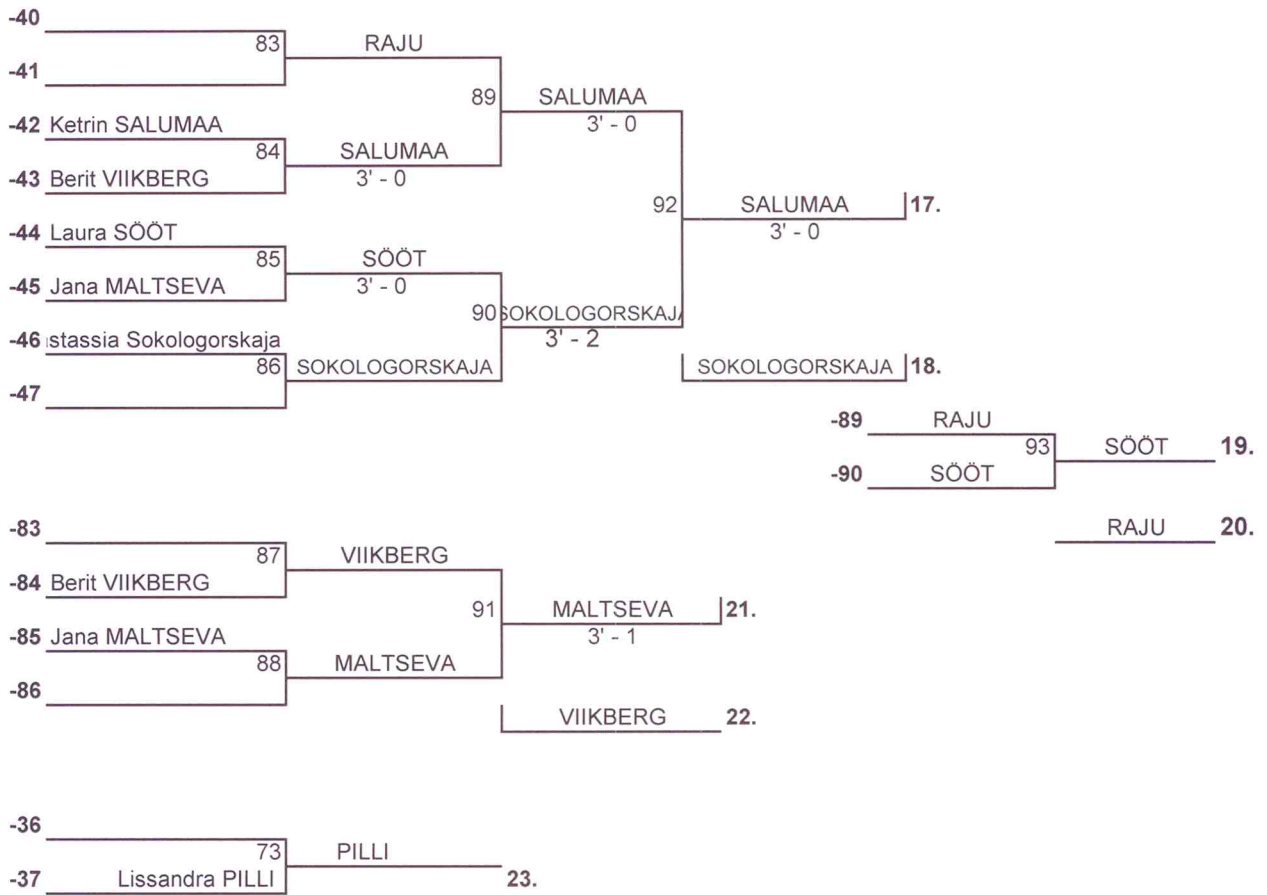 -40
83 RAJU
-41
89 SALUMAA
3' - 0
-42 Ketrin SALUMAA
84 SALUMAA
3' - 0
-43 Berit VIIKBERG
92 SALUMAA 17.
3' - 0
-44 Laura SÖÖT
85 SÖÖT
3' - 0
-45 Jana MALTSEVA
90 SOKOLOGORSKAJA
3' - 2
-46 stassia Sokologorskaja
86 SOKOLOGORSKAJA
-47
SOKOLOGORSKAJA 18.
-89 RAJU
93 SÖÖT 19.
-90 SÖÖT
RAJU 20.
-83
87 VIIKBERG
-84 Berit VIIKBERG
91 MALTSEVA 21.
3' - 1
-85 Jana MALTSEVA
88 MALTSEVA
-86
VIIKBERG 22.
-36
73 PILLI
-37 Lissandra PILLI
23.